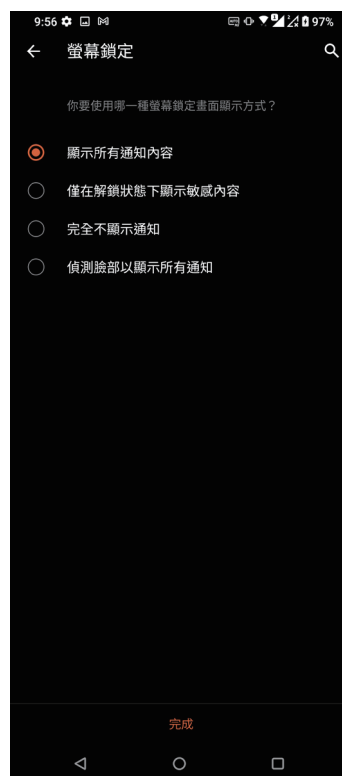 9:56
97%
螢幕鎖定
你要使用哪一種螢幕鎖定畫面顯示方式？
顯示所有通知內容
僅在解鎖狀態下顯示敏感內容
完全不顯示通知
偵測臉部以顯示所有通知
完成